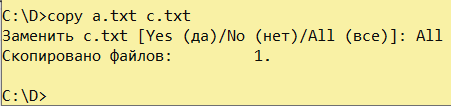 C:\D>copy a.txt c.txt
Заменить c.txt [Yes (да)/No (нет)/All (все)]: All
Скопировано файлов:         1.
C:\D>